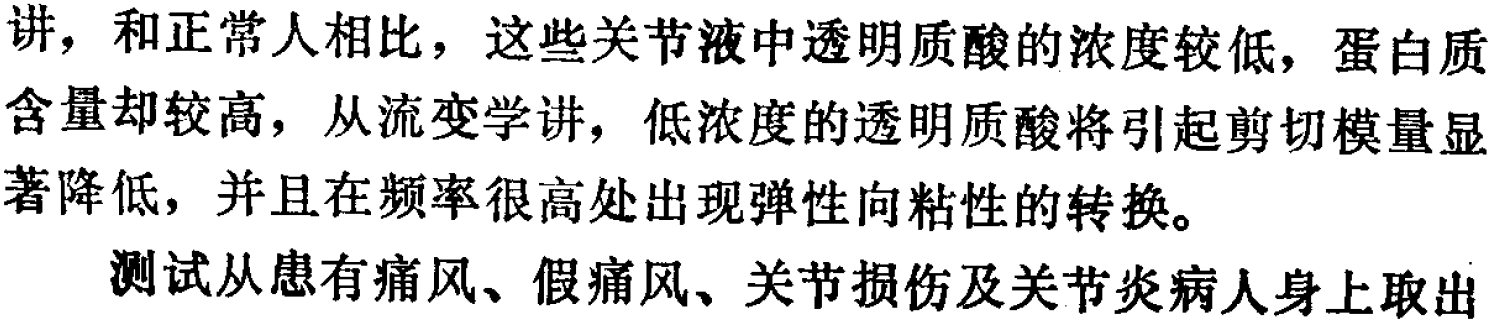 讲，和正常人相比，这些关节液中透明质酸的浓度较低，蛋白质
含量却较高，从流变学讲，低浓度的透明质酸将引起剪切模量显
著降低，并且在频率很高处出现弹性向粘性的转换。
测试从患有痛风、假痛风、关节损伤及关节炎病人身上取出